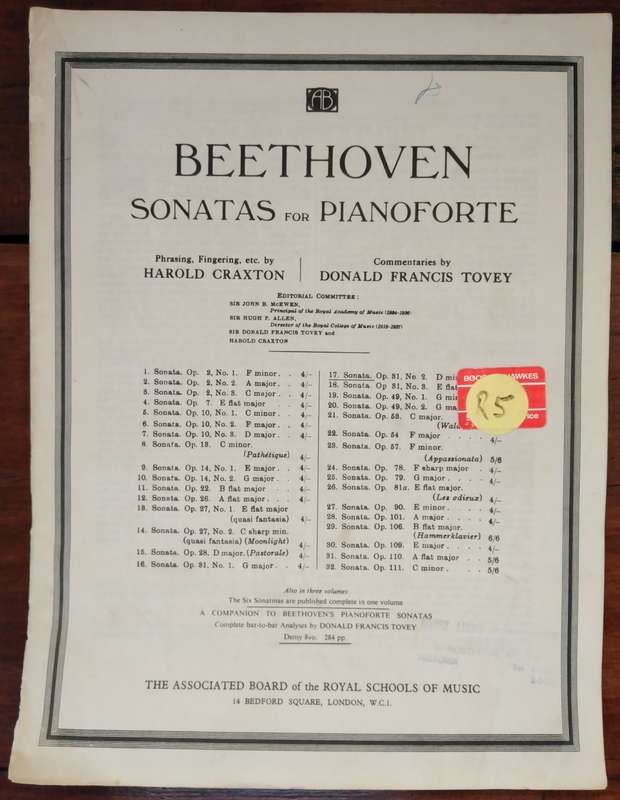 AB
BEETHOVEN
SONATAS FOR PIANOFORTE
Phrasing, Fingering, etc. by
HAROLD CRAXTON
Commentaries by
DONALD FRANCIS TOVEY
EDITORIAL COMMITTEE:
SIR JOHN B. McEWEN,
Principal of the Royal Academy of Music (1924-1936)
SIR HUGH P. ALLEN,
Director of the Royal College of Music (1918-1937)
SIR DONALD FRANCIS TOVEY and
HAROLD CRAXTON
1. Sonata. Op. 2, No. 1. F minor . . 4/-
2. Sonata. Op. 2, No. 2. A major . . 4/-
3. Sonata. Op. 2, No. 3. C major . . 4/-
4. Sonata. Op. 7. E flat major . . 4/-
5. Sonata. Op. 10, No. 1. C minor . . 4/-
6. Sonata. Op. 10, No. 2. F major . . 4/-
7. Sonata. Op. 10, No. 3. D major . . 4/-
8. Sonata. Op. 13. C minor.
(Pathétique) 4/-
9. Sonata. Op. 14, No. 1. E major . . 4/-
10. Sonata. Op. 14, No. 2. G major . . 4/-
11. Sonata. Op. 22. B flat major . . 4/-
12. Sonata. Op. 26. A flat major . . . 4/-
13. Sonata. Op. 27, No. 1. E flat major
(quasi fantasia) 4/-
14. Sonata. Op. 27, No. 2. C sharp min.
(quasi fantasia) (Moonlight) 4/-
15. Sonata. Op. 28. D major. (Pastorale) 4/-
16. Sonata. Op. 31, No. 1. G major . . 4/-
17. Sonata. Op. 31, No. 2. D
18. Sonata. Op. 31, No. 3. E flat
19. Sonata. Op. 49, No. 1. G
20. Sonata. Op. 49, No. 2. G
21. Sonata. Op. 53. C major.
22. Sonata. Op. 54 F major . . . . 4/-
23. Sonata. Op. 57. F minor.
(Appassionata) 5/6
24. Sonata. Op. 78. F sharp major . 4/-
25. Sonata. Op. 79. G major . . . . 4/-
26. Sonata. Op. 81a. E flat major.
(Les adieux) 4/-
27. Sonata. Op. 90. E minor . . . . 4/-
28. Sonata. Op. 101. A major . . . . 4/-
29. Sonata. Op. 106. B flat major.
(Hammerklavier) 6/6
30. Sonata. Op. 109. E major . . . . 4/-
31. Sonata. Op. 110. A flat major . . 5/6
32. Sonata. Op. 111. C minor . . . . 5/6
HAWKES
R5
Also in three volumes
The Six Sonatinas are published complete in one volume
A COMPANION TO BEETHOVEN'S PIANOFORTE SONATAS
Complete bar-to-bar Analyses by DONALD FRANCIS TOVEY
Demy 8vo. 284 pp.
THE ASSOCIATED BOARD of the ROYAL SCHOOLS OF MUSIC
14 BEDFORD SQUARE, LONDON, W.C.1.